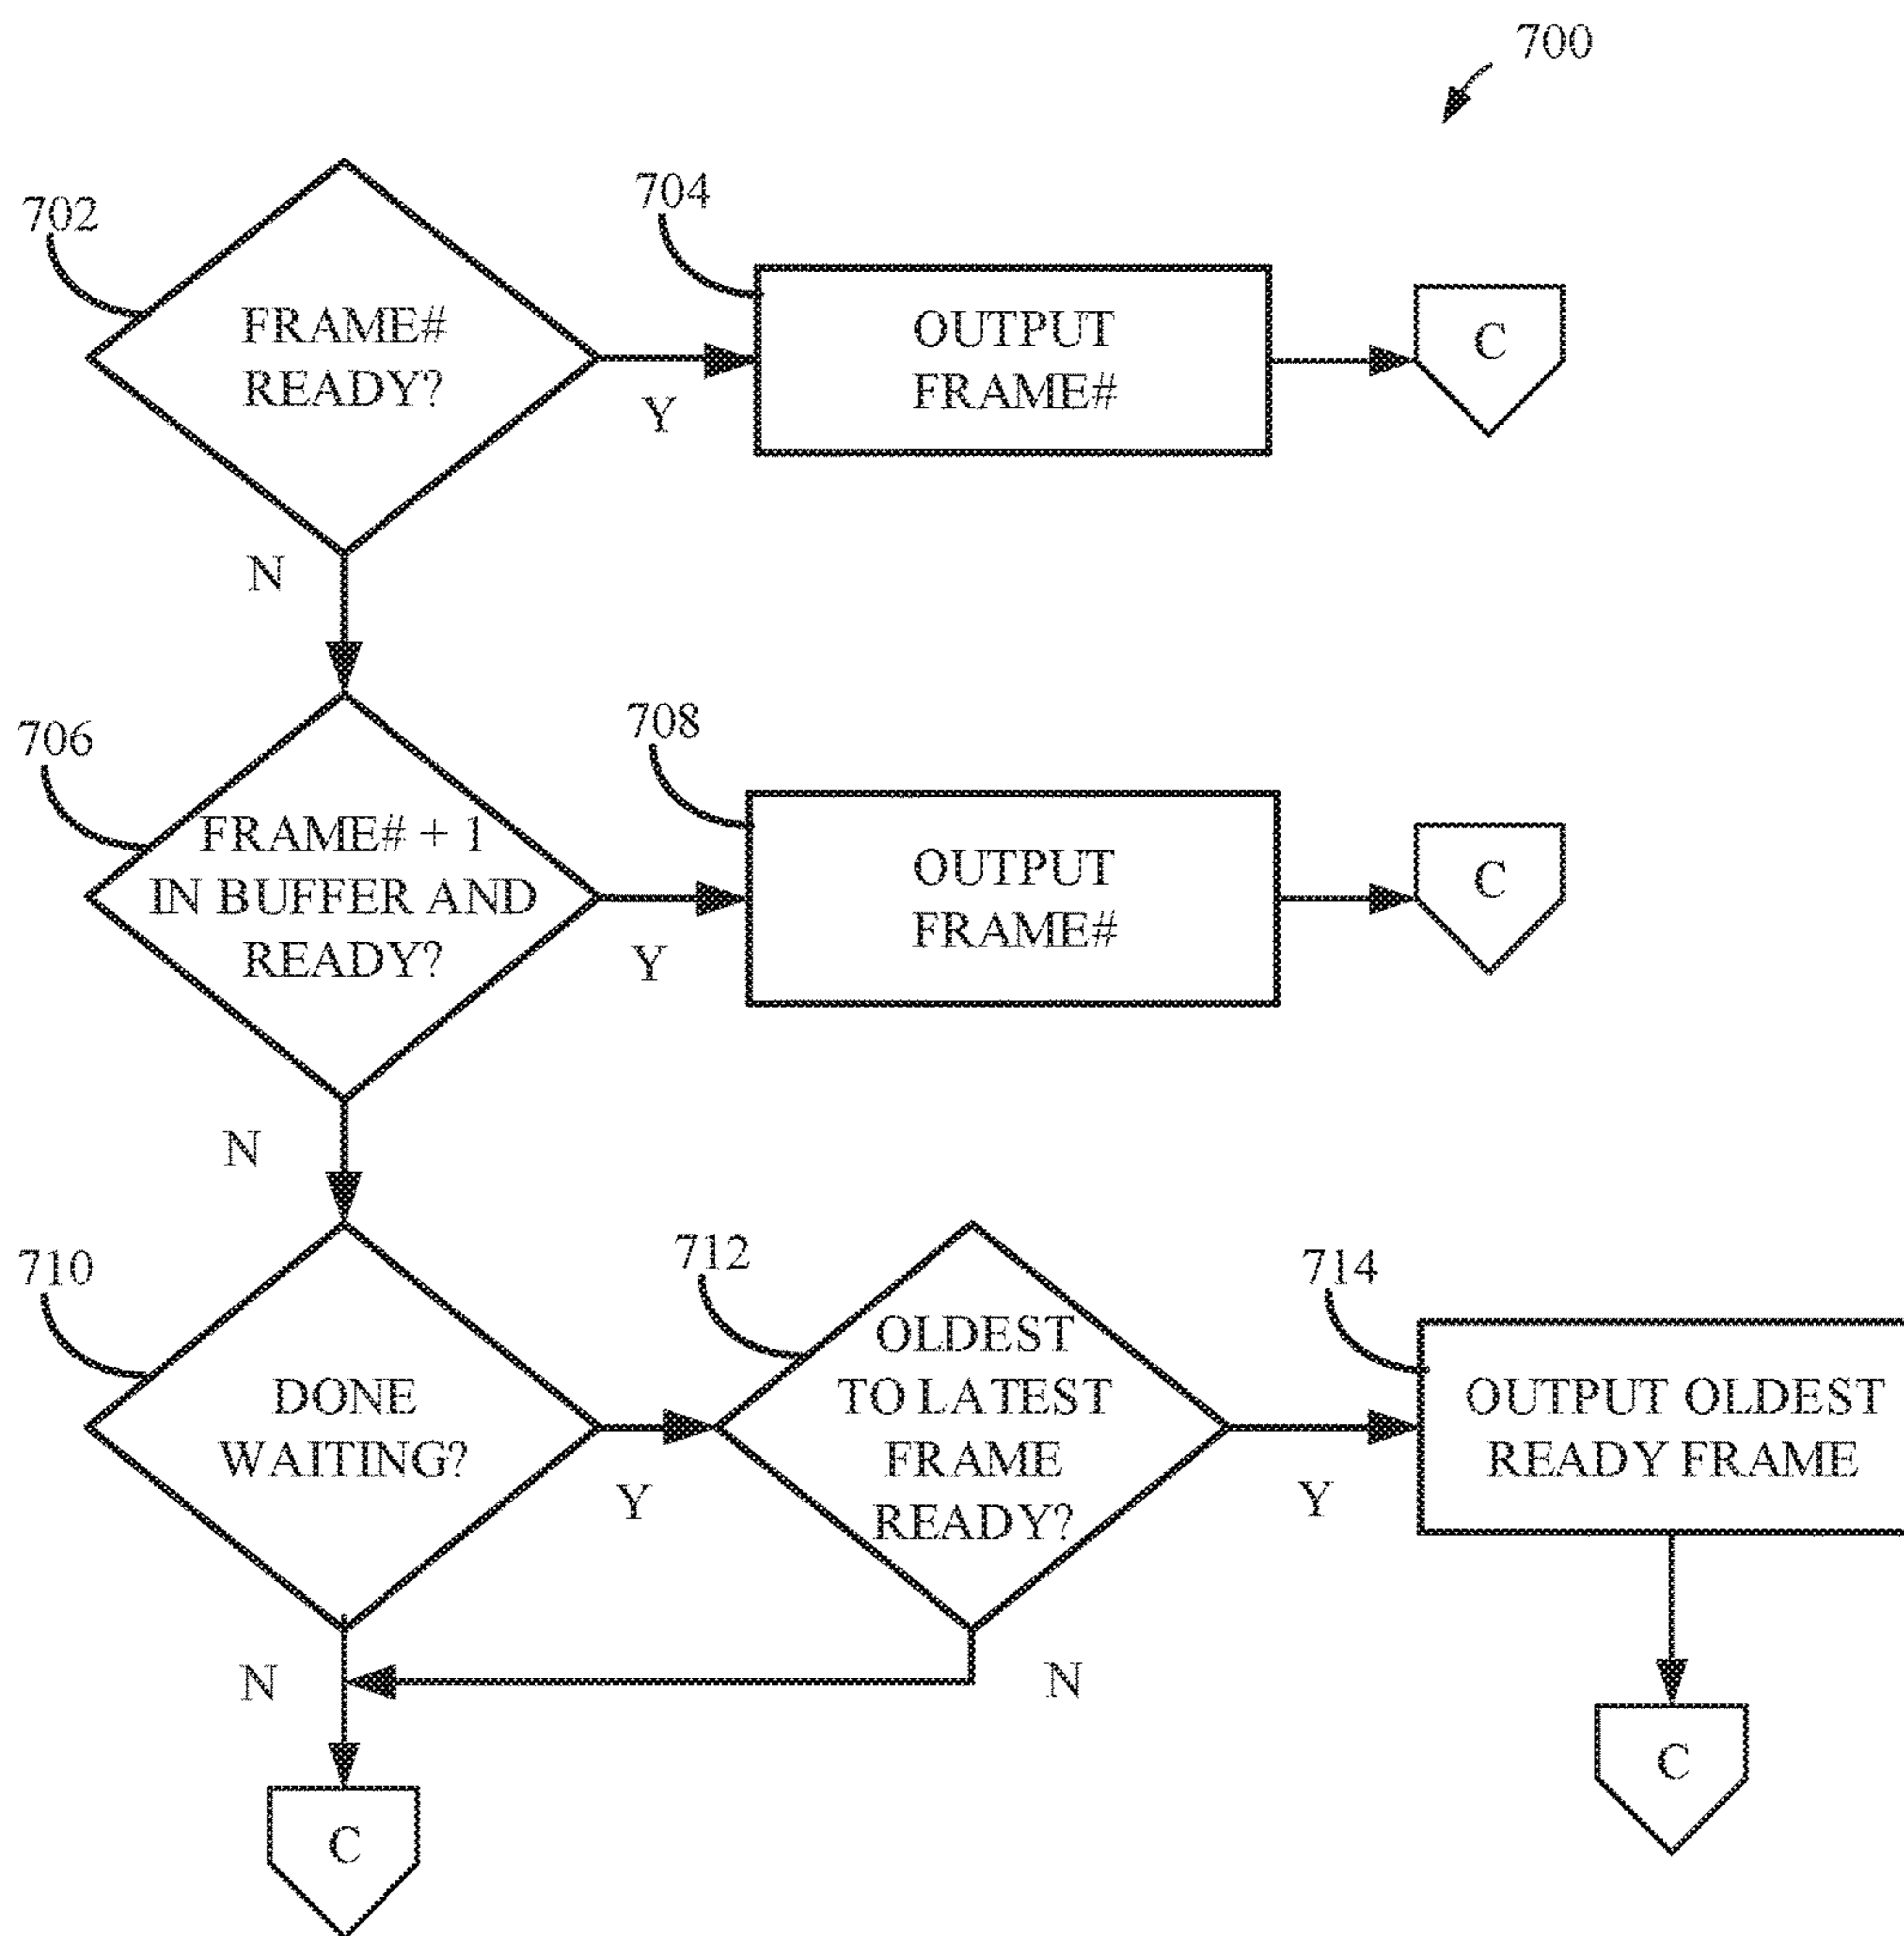 700
702
704
FRAME#
READY?
OUTPUT
FRAME#
C
Y
N
706
708
FRAME# + 1
IN BUFFER AND
READY?
OUTPUT
FRAME#
C
Y
N
710
712
714
DONE
WAITING?
OLDEST
TO LATEST
FRAME
READY?
OUTPUT OLDEST
READY FRAME
Y
Y
N
N
C
C